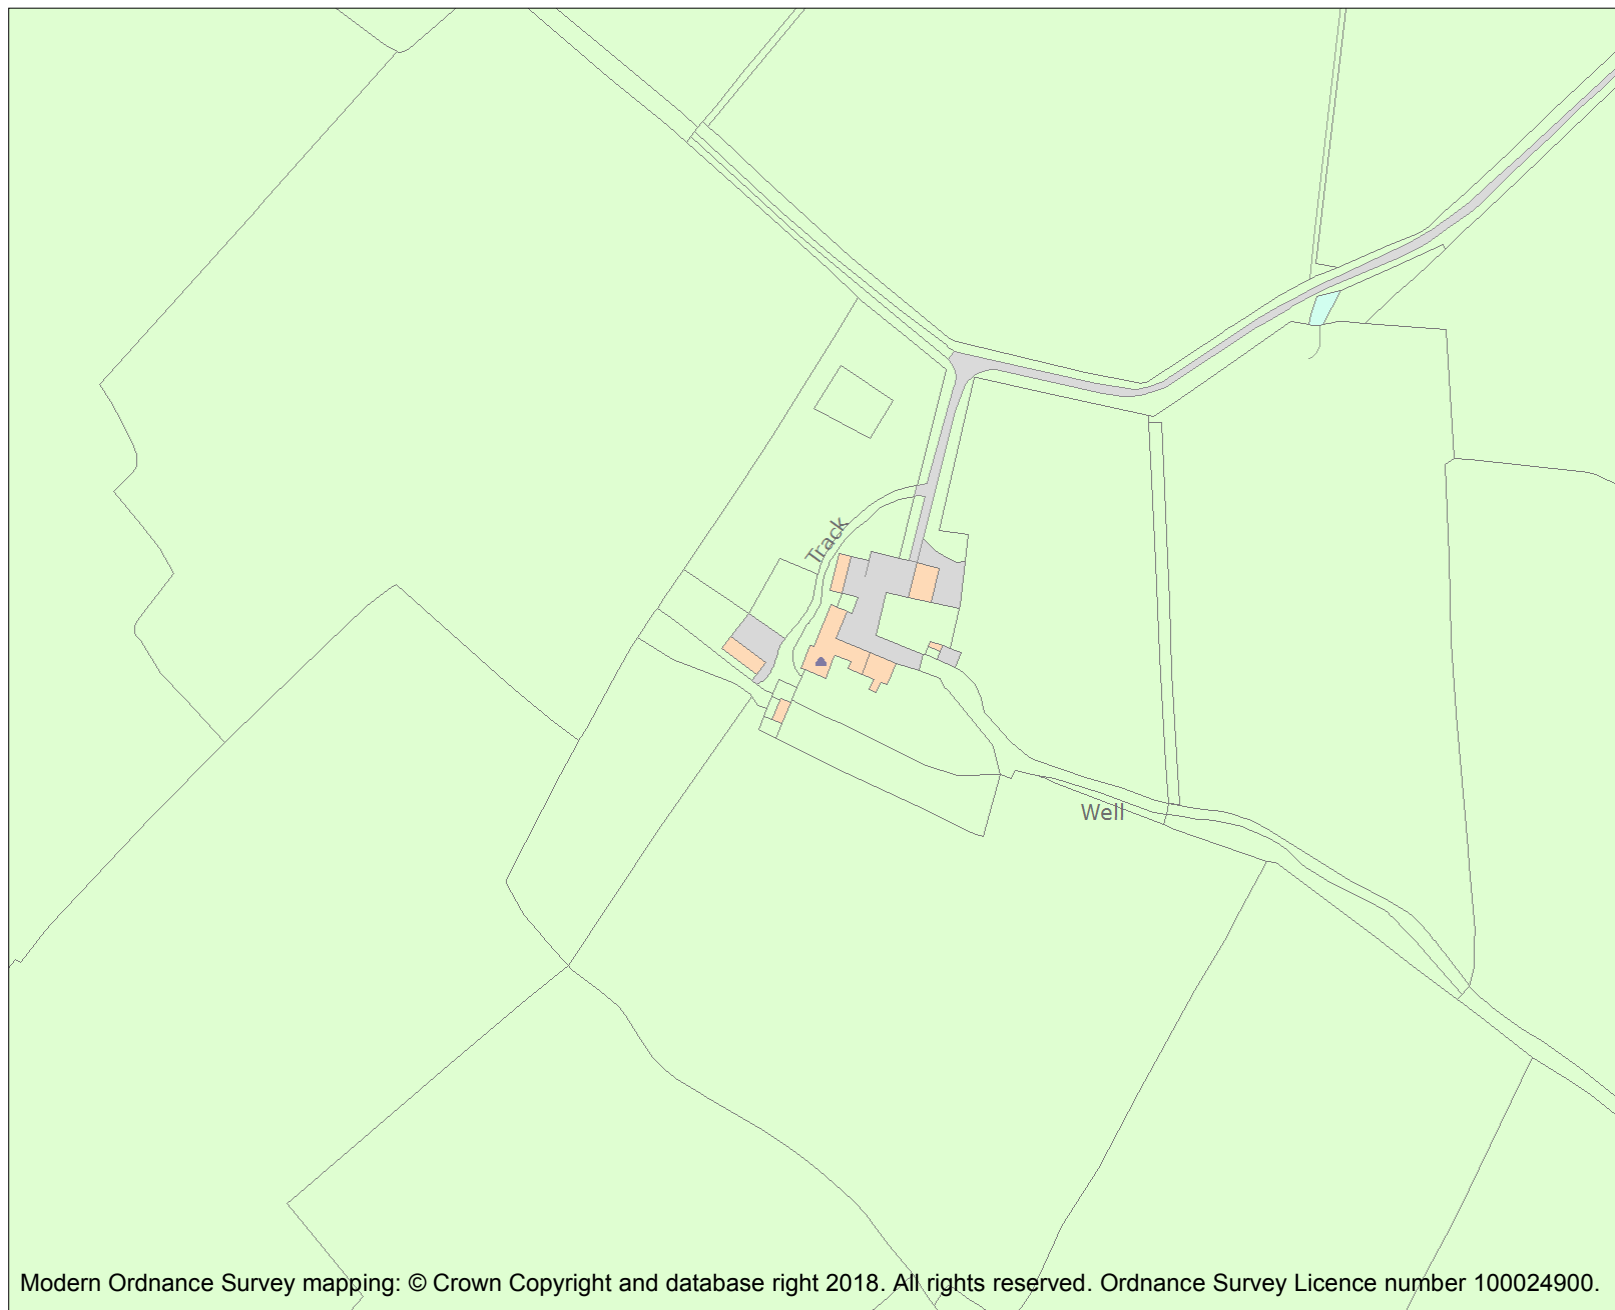 Track
Well
Modern Ordnance Survey mapping: © Crown Copyright and database right 2018. All rights reserved. Ordnance Survey Licence number 100024900.